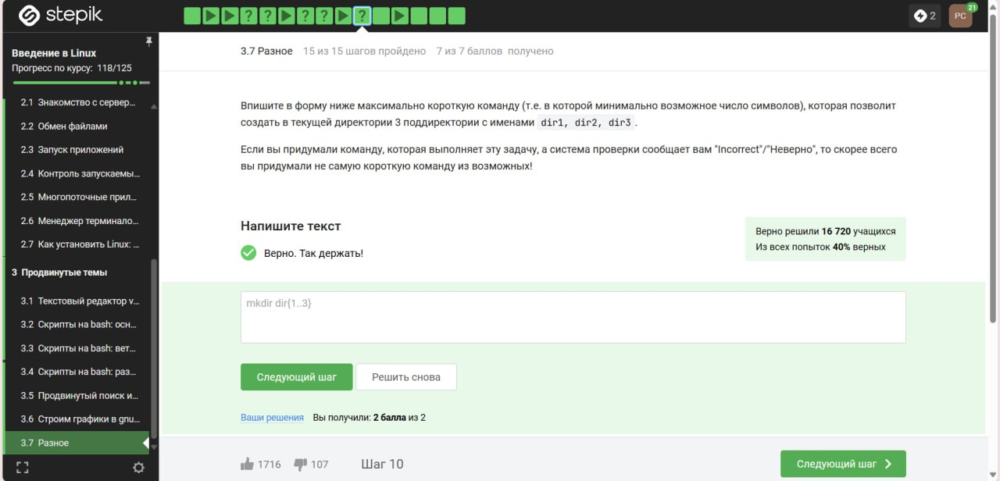 stepik
? ? ? ? ?
2
PC
21
Введение в Linux
Прогресс по курсу: 118/125
2.1 Знакомство с сервер...
2.2 Обмен файлами
2.3 Запуск приложений
2.4 Контроль запускаемы...
2.5 Многопоточные прил...
2.6 Менеджер терминало...
2.7 Как установить Linux: ...
3 Продвинутые темы
3.1 Текстовый редактор v...
3.2 Скрипты на bash: осн...
3.3 Скрипты на bash: вет...
3.4 Скрипты на bash: раз...
3.5 Продвинутый поиск и...
3.6 Строим графики в gnu...
3.7 Разное
3.7 Разное 15 из 15 шагов пройдено 7 из 7 баллов получено
Впишите в форму ниже максимально короткую команду (т.е. в которой минимально возможное число символов), которая позволит
создать в текущей директории 3 поддиректории с именами dir1, dir2, dir3 .
Если вы придумали команду, которая выполняет эту задачу, а система проверки сообщает вам "Incorrect"/"Неверно", то скорее всего
вы придумали не самую короткую команду из возможных!
Напишите текст
Верно. Так держать!
Верно решили 16 720 учащихся
Из всех попыток 40% верных
mkdir dir{1..3}
Следующий шаг
Решить снова
Ваши решения Вы получили: 2 балла из 2
1716 107 Шаг 10
Следующий шаг